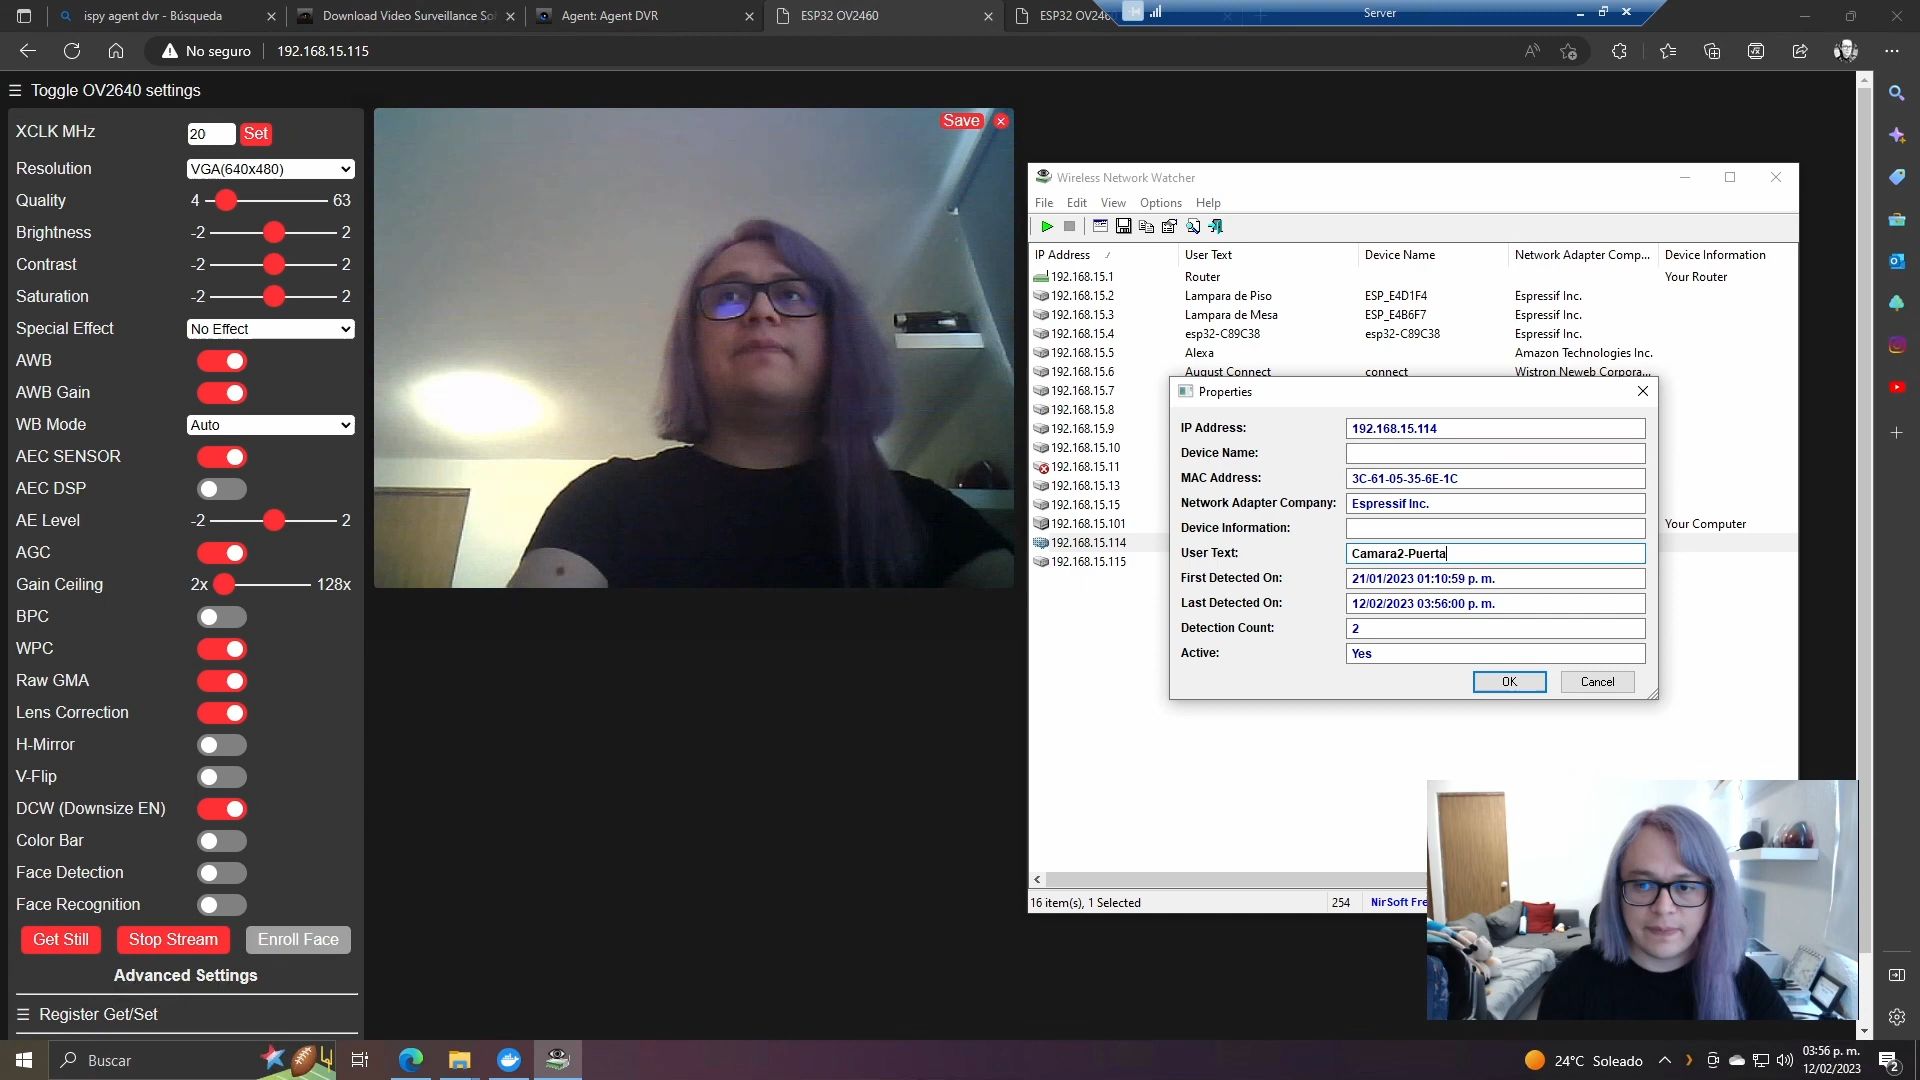 ispy agent dvr - Búsqueda
Download Video Surveillance So
Agent: Agent DVR
ESP32 OV2460
ESP32 OV246
Server
No seguro
192.168.15.115
Toggle OV2640 settings
XCLK MHz 20 Set
Resolution VGA(640x480)
Quality 4 63
Brightness -2 2
Contrast -2 2
Saturation -2 2
Special Effect No Effect
AWB
AWB Gain
WB Mode Auto
AEC SENSOR
AEC DSP
AE Level -2 2
AGC
Gain Ceiling 2x 128x
BPC
WPC
Raw GMA
Lens Correction
H-Mirror
V-Flip
DCW (Downsize EN)
Color Bar
Face Detection
Face Recognition
Get Still Stop Stream Enroll Face
Advanced Settings
Register Get/Set
Save
Wireless Network Watcher
File Edit View Options Help
IP Address User Text Device Name Network Adapter Comp... Device Information
192.168.15.1 Router Your Router
192.168.15.2 Lampara de Piso ESP_E4D1F4 Espressif Inc.
192.168.15.3 Lampara de Mesa ESP_E4B6F7 Espressif Inc.
192.168.15.4 esp32-C89C38 esp32-C89C38 Espressif Inc.
192.168.15.5 Alexa Amazon Technologies Inc.
192.168.15.6 August Connect connect Wistron Neweb Corpora...
192.168.15.7
192.168.15.8
192.168.15.9
192.168.15.10
192.168.15.11
192.168.15.13
192.168.15.15
192.168.15.101 Your Computer
192.168.15.114
192.168.15.115
Properties
IP Address: 192.168.15.114
Device Name:
MAC Address: 3C-61-05-35-6E-1C
Network Adapter Company: Espressif Inc.
Device Information:
User Text: Camara2-Puerta
First Detected On: 21/01/2023 01:10:59 p. m.
Last Detected On: 12/02/2023 03:56:00 p. m.
Detection Count: 2
Active: Yes
OK Cancel
16 item(s), 1 Selected 254 NirSoft Fre
Buscar
24°C Soleado
03:56 p. m.
12/02/2023
2